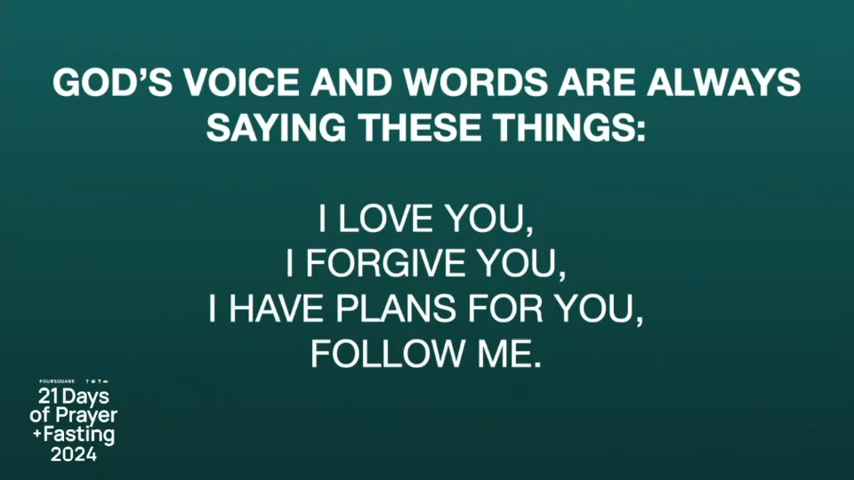 GOD'S VOICE AND WORDS ARE ALWAYS
SAYING THESE THINGS:
I LOVE YOU,
I FORGIVE YOU,
I HAVE PLANS FOR YOU,
FOLLOW ME.
FOURSQUARE
21 Days
of Prayer
+Fasting
2024